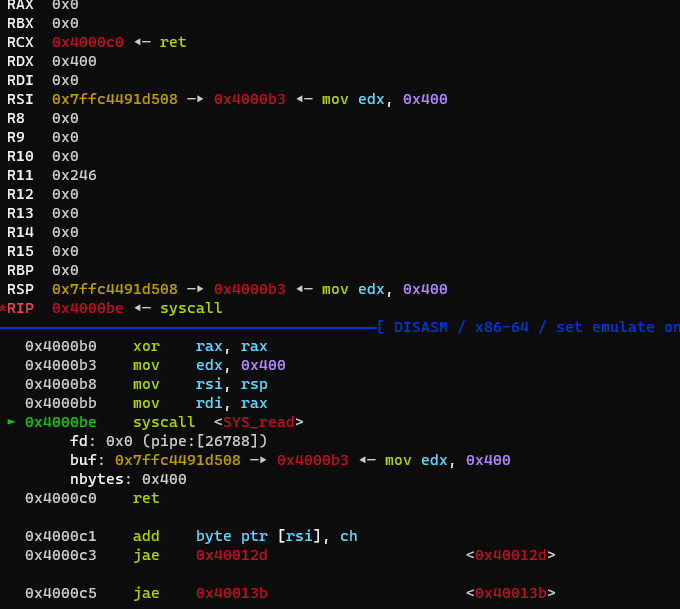 RAX 0x0
RBX 0x0
RCX 0x4000c0 ◂— ret
RDX 0x400
RDI 0x0
RSI 0x7ffc4491d508 —▸ 0x4000b3 ◂— mov edx, 0x400
R8 0x0
R9 0x0
R10 0x0
R11 0x246
R12 0x0
R13 0x0
R14 0x0
R15 0x0
RBP 0x0
RSP 0x7ffc4491d508 —▸ 0x4000b3 ◂— mov edx, 0x400
*RIP 0x4000be ◂— syscall
[ DISASM / x86-64 / set emulate on
0x4000b0 xor rax, rax
0x4000b3 mov edx, 0x400
0x4000b8 mov rsi, rsp
0x4000bb mov rdi, rax
► 0x4000be syscall <SYS_read>
fd: 0x0 (pipe:[26788])
buf: 0x7ffc4491d508 —▸ 0x4000b3 ◂— mov edx, 0x400
nbytes: 0x400
0x4000c0 ret
0x4000c1 add byte ptr [rsi], ch
0x4000c3 jae 0x40012d <0x40012d>
0x4000c5 jae 0x40013b <0x40013b>